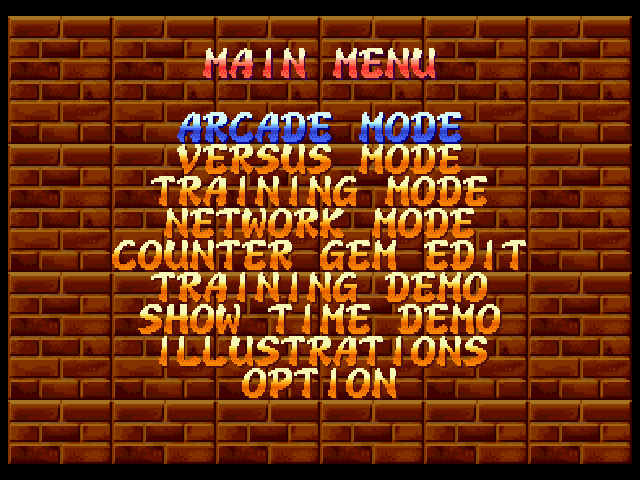 MAIN MENU
ARCADE MODE
VERSUS MODE
TRAINING MODE
NETWORK MODE
COUNTER GEM EDIT
TRAINING DEMO
SHOW TIME DEMO
ILLUSTRATIONS
OPTION